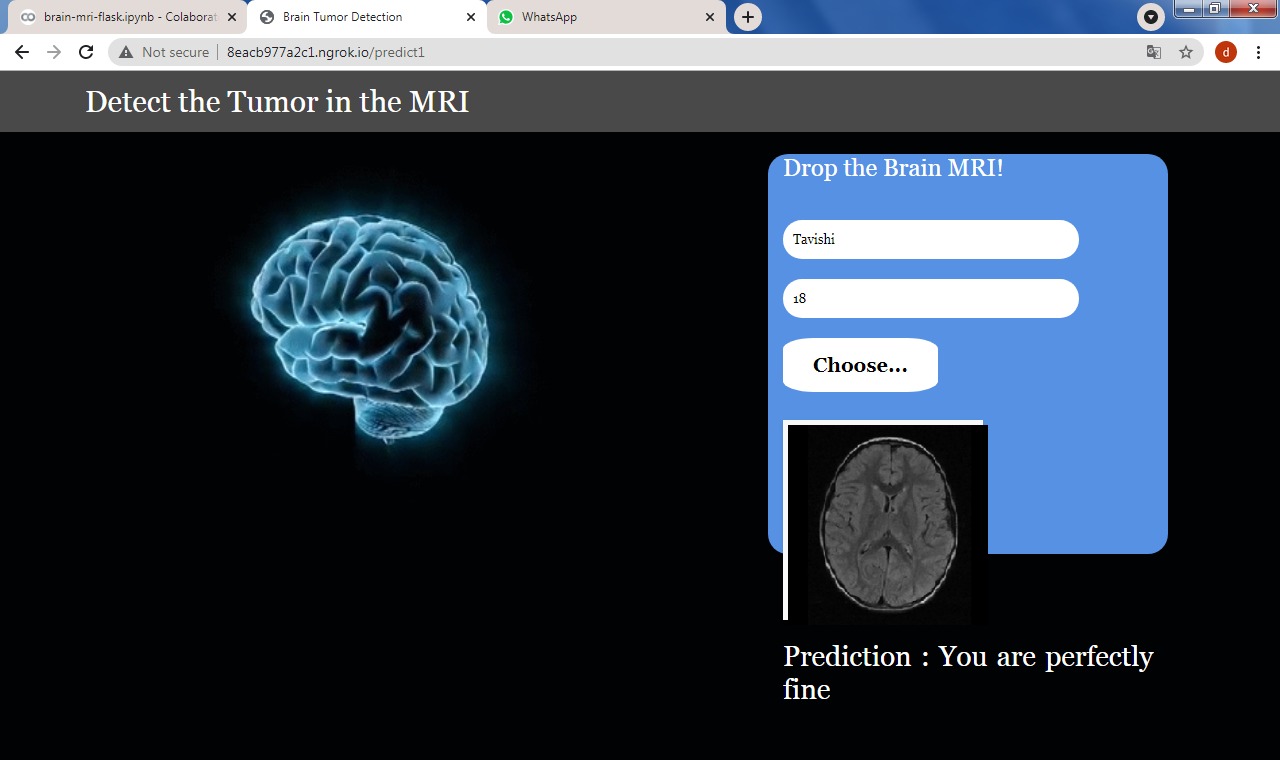 brain-mri-flask.ipynb - Colaborat
Brain Tumor Detection
WhatsApp
Not secure
8eacb977a2c1.ngrok.io/predict1
d
Detect the Tumor in the MRI
Drop the Brain MRI!
Tavishi
18
Choose...
Prediction : You are perfectly
fine